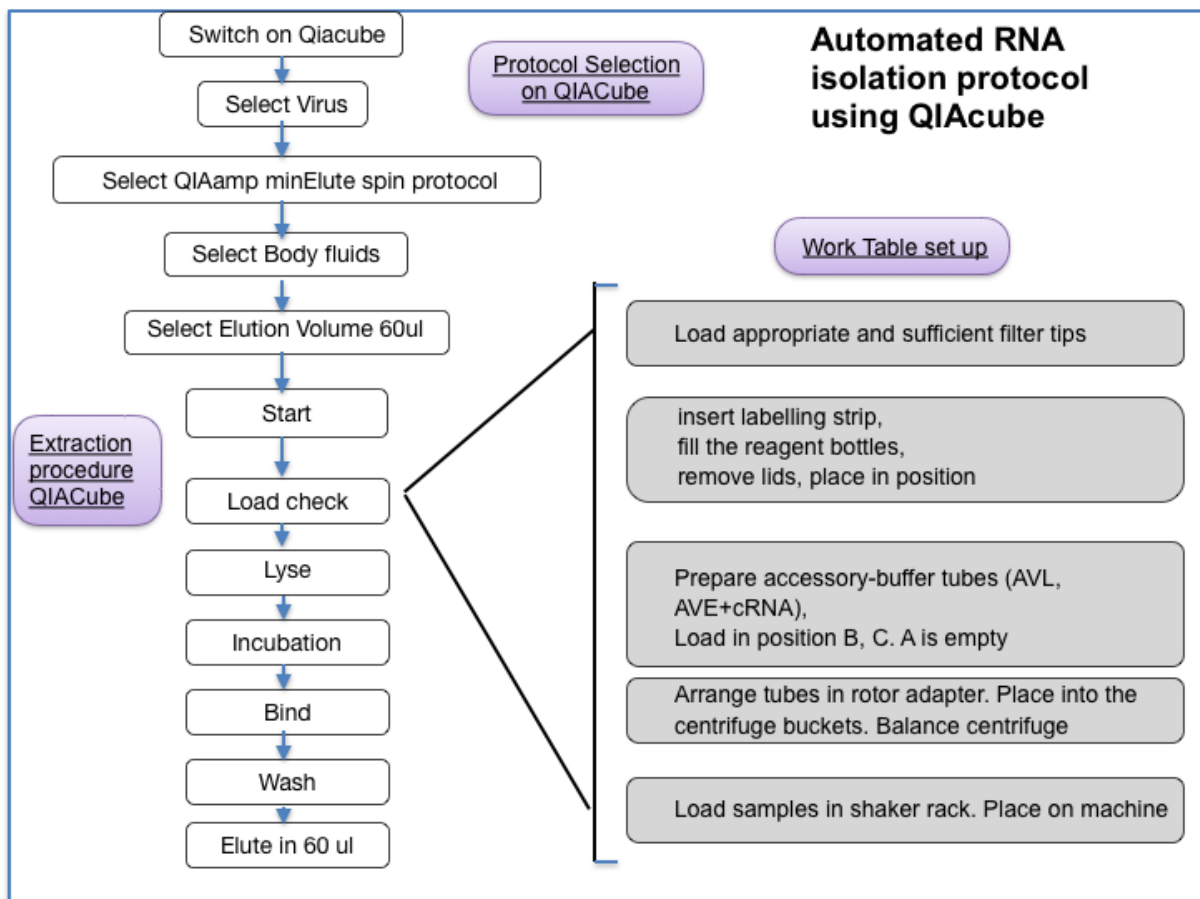 Automated RNA
isolation protocol
using QIAcube
Protocol Selection
on QIACube
Switch on Qiacube
Select Virus
Select QIAamp minElute spin protocol
Select Body fluids
Select Elution Volume 60ul
Extraction
procedure
QIACube
Start
Load check
Lyse
Incubation
Bind
Wash
Elute in 60 ul
Work Table set up
Load appropriate and sufficient filter tips
insert labelling strip,
fill the reagent bottles,
remove lids, place in position
Prepare accessory-buffer tubes (AVL,
AVE+cRNA),
Load in position B, C. A is empty
Arrange tubes in rotor adapter. Place into the
centrifuge buckets. Balance centrifuge
Load samples in shaker rack. Place on machine